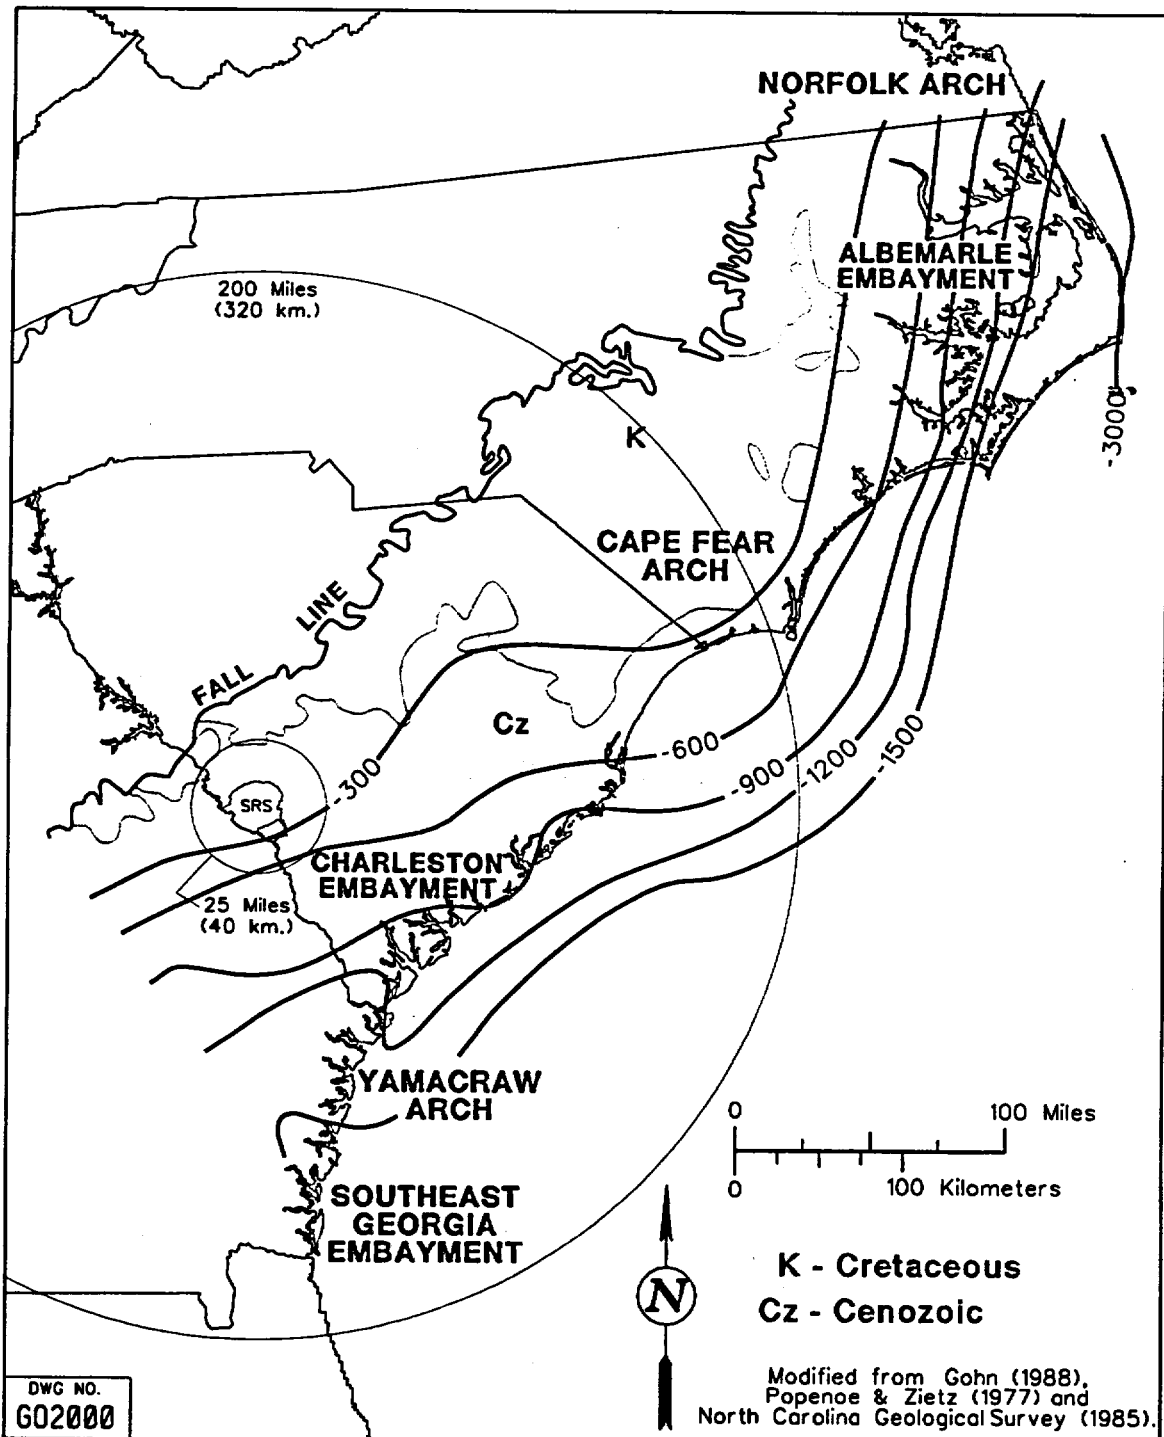 NORFOLK ARCH
ALBEMARLE
EMBAYMENT
200 Miles
(320 km.)
-3000
K
CAPE FEAR
ARCH
FALL LINE
Cz
-300
-600
-900
-1200
-1500
SRS
CHARLESTON
EMBAYMENT
25 Miles
(40 km.)
YAMACRAW
ARCH
0 100 Miles
0 100 Kilometers
SOUTHEAST
GEORGIA
EMBAYMENT
N
K - Cretaceous
Cz - Cenozoic
Modified from Gohn (1988),
Popenoe & Zietz (1977) and
North Carolina Geological Survey (1985).
DWG NO.
GO2000